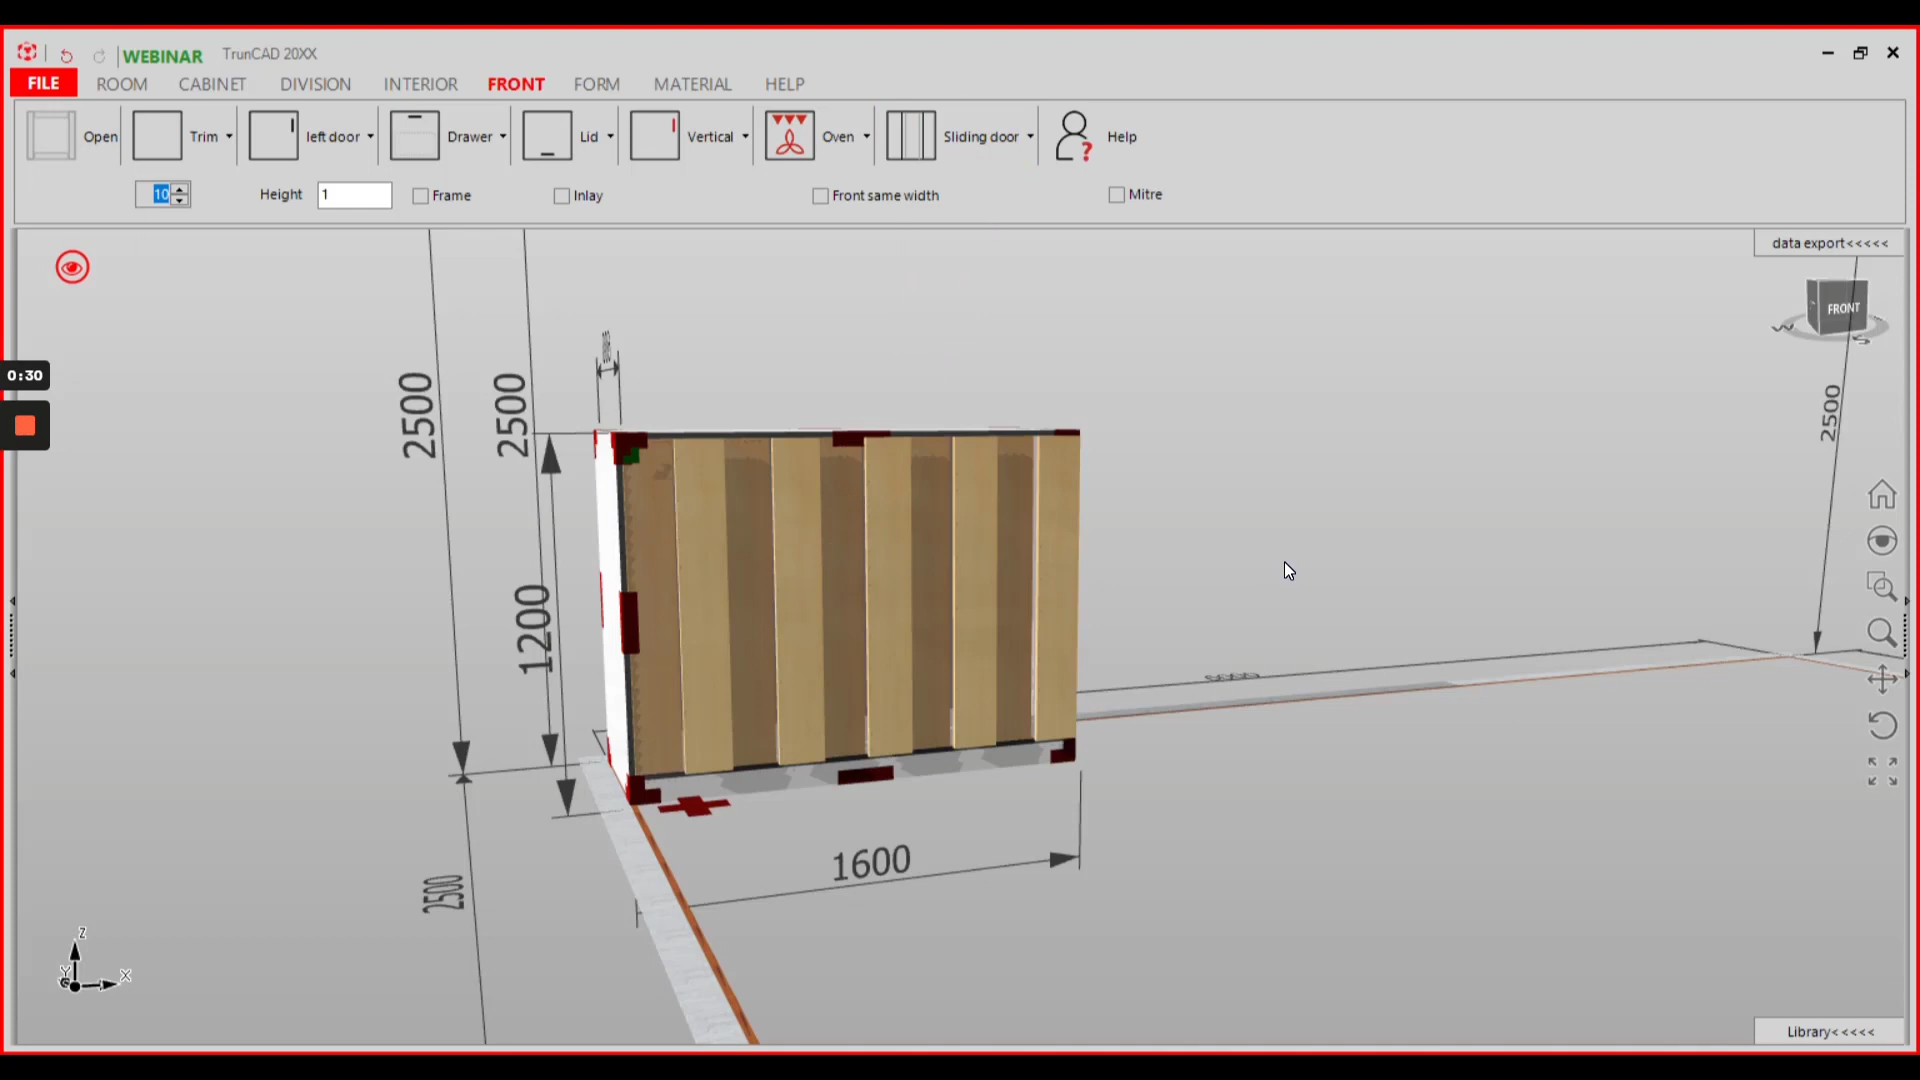 WEBINAR TrunCAD 20XX
FILE ROOM CABINET DIVISION INTERIOR FRONT FORM MATERIAL HELP
Open Trim left door Drawer Lid Vertical Oven Sliding door ? Help
10 Height 1 Frame Inlay Front same width Mitre
data export<<<<<
FRONT
W
S
0:30
2500
2500
2500
1200
1600
2500
Z
Y
X
Library<<<<<